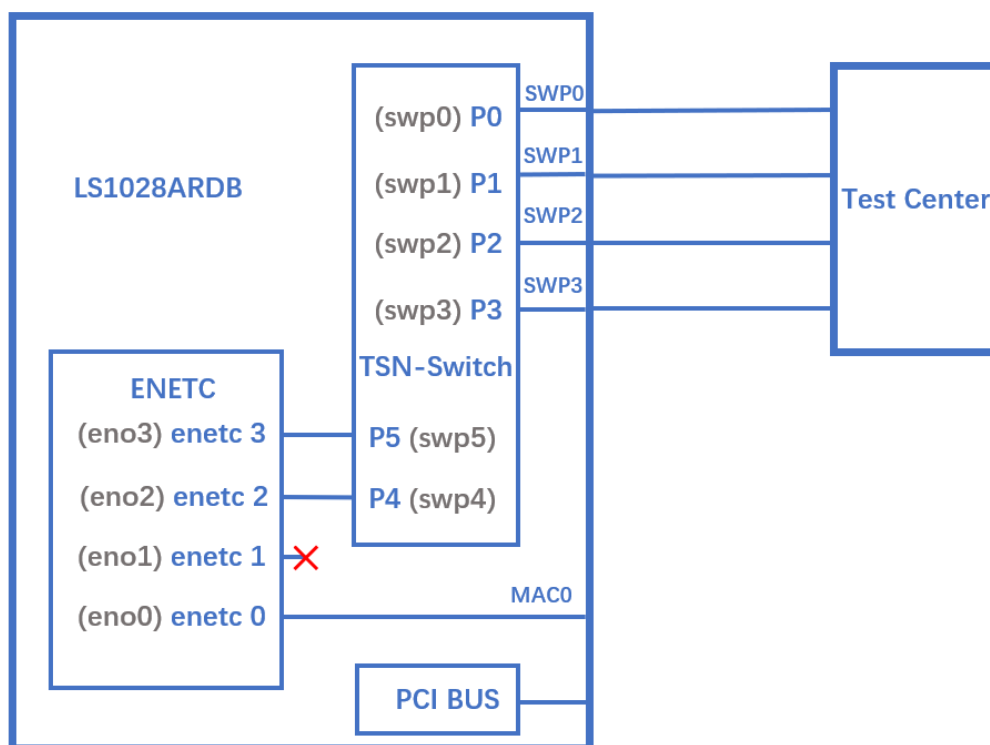 LS1028ARDB
(swp0) P0
(swp1) P1
(swp2) P2
(swp3) P3
TSN-Switch
P5 (swp5)
P4 (swp4)
SWP0
SWP1
SWP2
SWP3
Test Center
ENETC
(eno3) enetc 3
(eno2) enetc 2
(eno1) enetc 1
(eno0) enetc 0
MAC0
PCI BUS